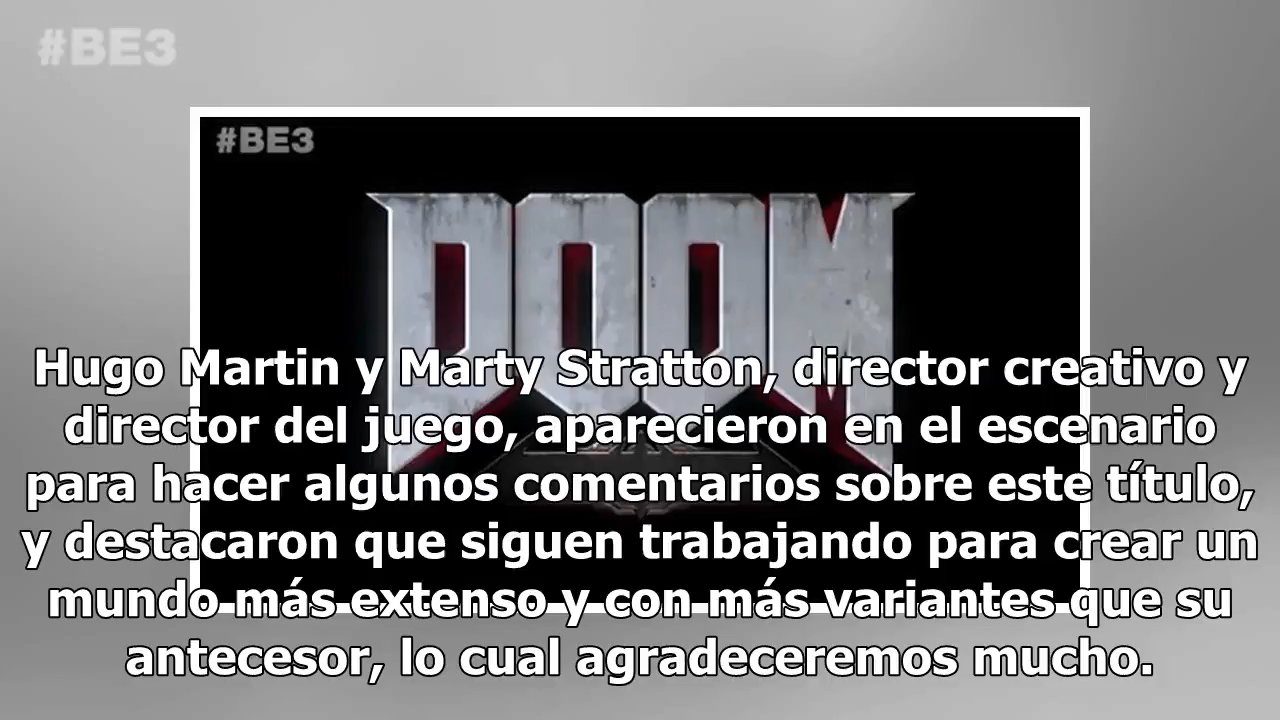 #BE3
#BE3
DOOM
Hugo Martin y Marty Stratton, director creativo y
director del juego, aparecieron en el escenario
para hacer algunos comentarios sobre este título,
y destacaron que siguen trabajando para crear un
mundo más extenso y con más variantes que su
antecesor, lo cual agradeceremos mucho.